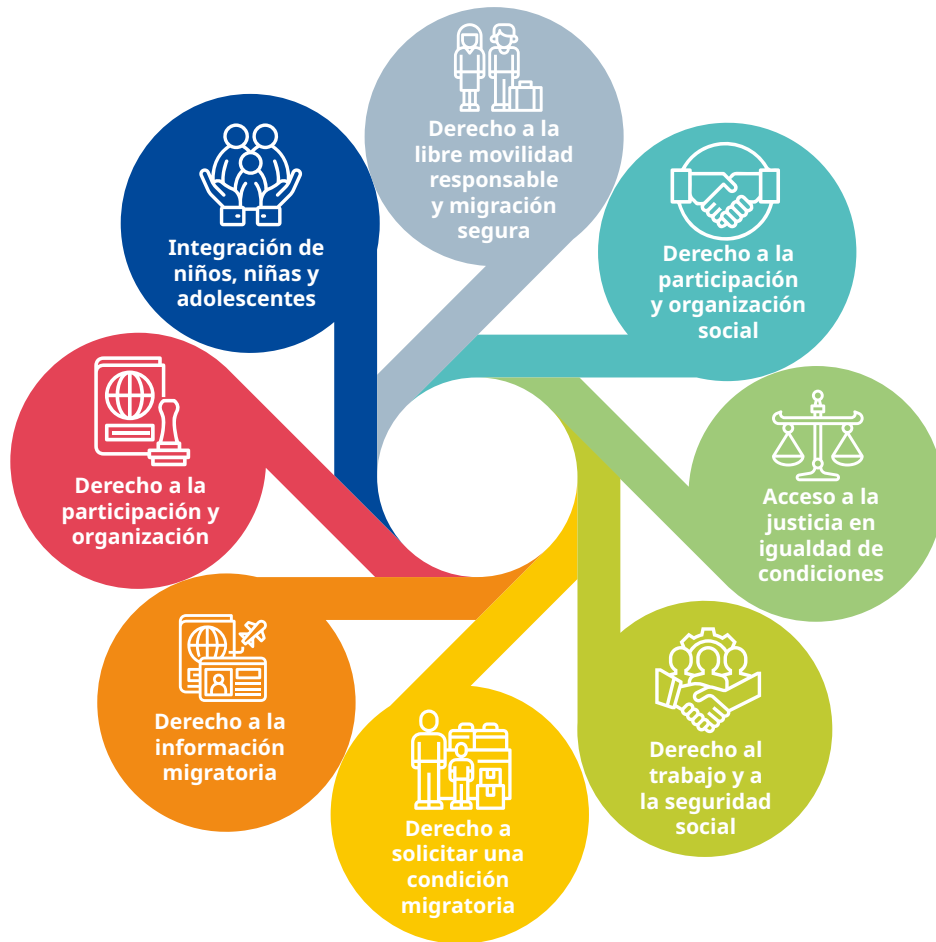 Derecho a la
libre movilidad
responsable
y migración
segura
Derecho a la
participación
y organización
social
Acceso a la
justicia en
igualdad de
condiciones
Derecho al
trabajo y a
la seguridad
social
Derecho a
solicitar una
condición
migratoria
Derecho a la
información
migratoria
Derecho a la
participación y
organización
Integración de
niños, niñas y
adolescentes